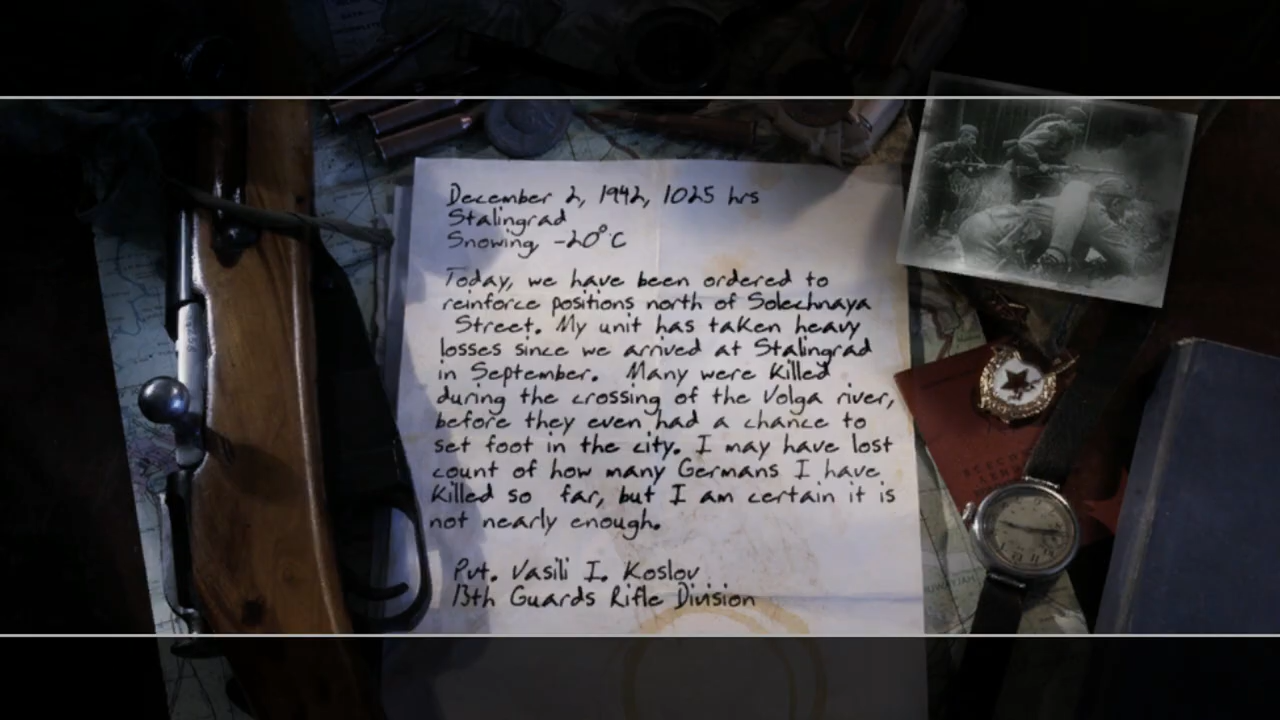 December 2, 1942, 1025 hrs
Stalingrad
Snowing -20°C
Today, we have been ordered to
reinforce positions north of Solechnaya
Street. My unit has taken heavy
losses since we arrived at Stalingrad
in September. Many were killed
during the crossing of the Volga river,
before they even had a chance to
set foot in the city. I may have lost
count of how many Germans I have
killed so far, but I am certain it is
not nearly enough.
Pvt. Vasili I. Koslov
13th Guards Rifle Division